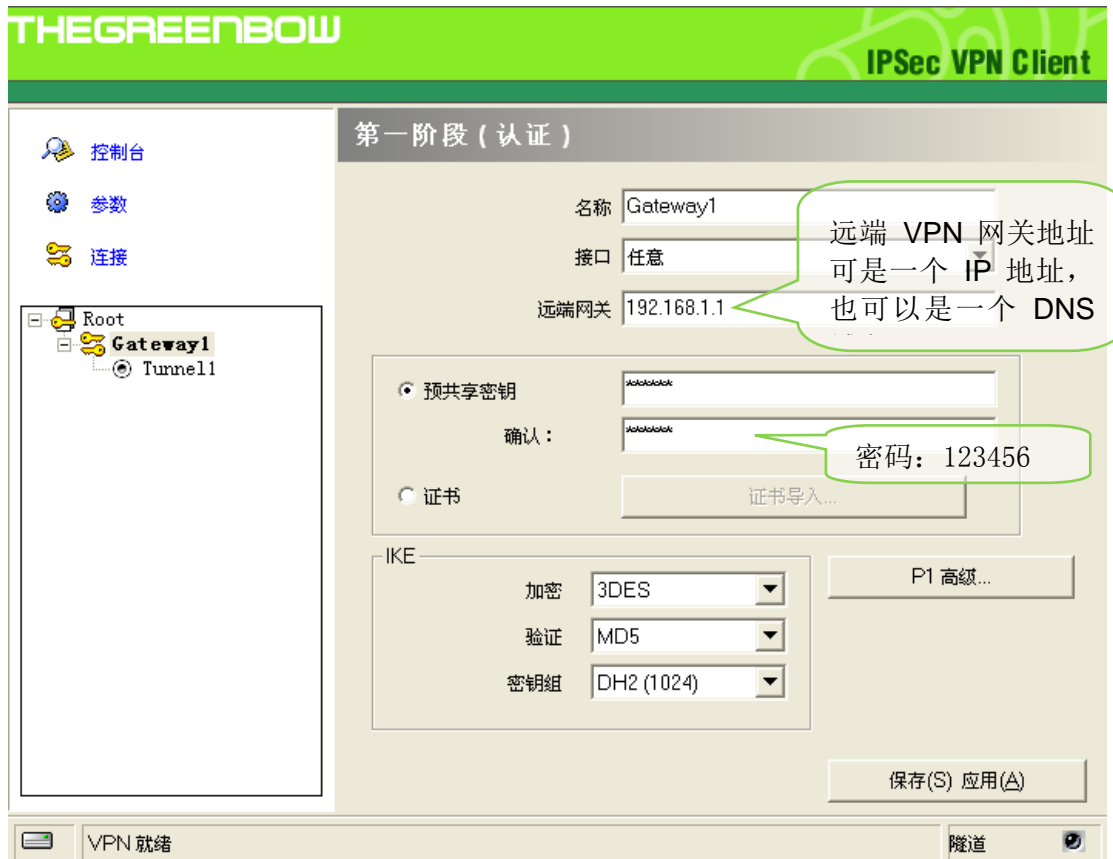 THEGREENBOW
IPSec VPN Client
控制台
参数
连接
Root
Gateway1
Tunnel1
第一阶段(认证)
名称 Gateway1
接口 任意
远端网关 192.168.1.1
远端 VPN 网关地址
可是一个 IP 地址，
也可以是一个 DNS
预共享密钥 *******
确认： *******
密码：123456
证书 证书导入...
IKE
加密 3DES
验证 MD5
密钥组 DH2 (1024)
P1 高级...
保存(S) 应用(A)
VPN 就绪
隧道